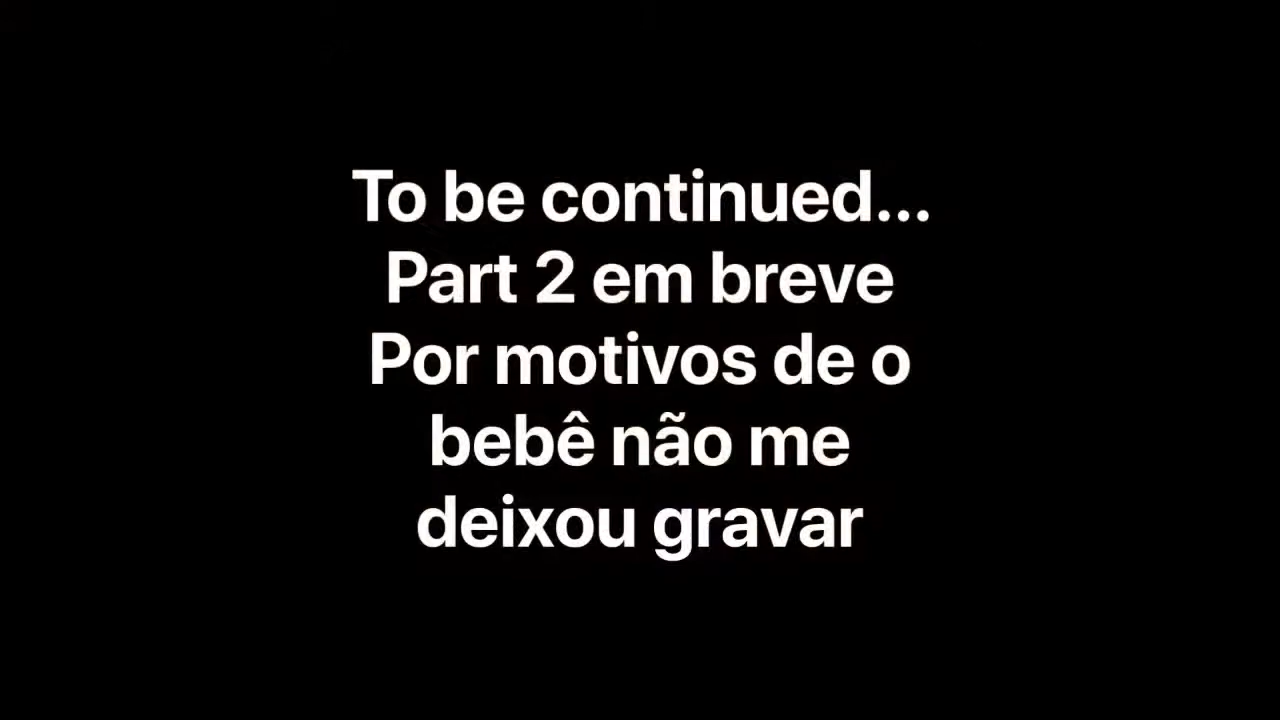 To be continued...
Part 2 em breve
Por motivos de o
bebê não me
deixou gravar